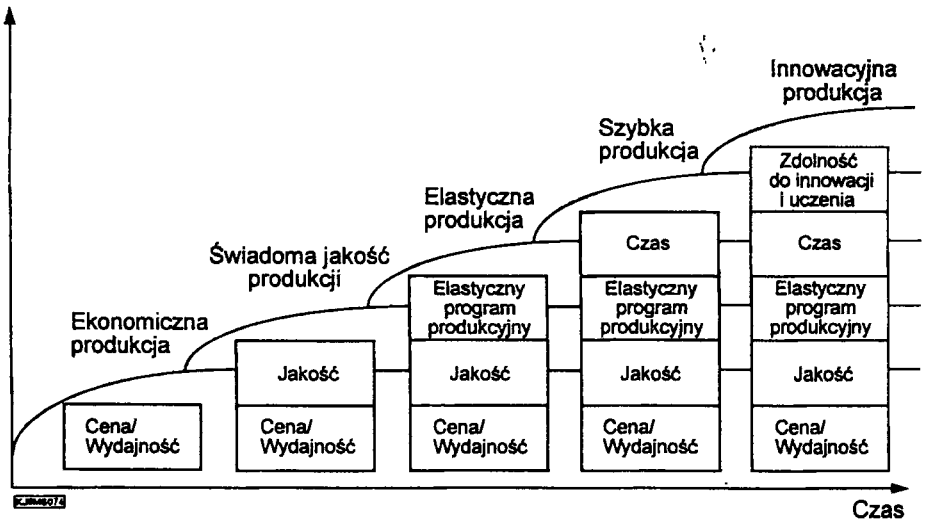 Innowacyjna
produkcja
Szybka
produkcja
Elastyczna
produkcja
Świadoma jakość
produkcji
Ekonomiczna
produkcja
Zdolność
do innowacji
i uczenia
Czas
Czas
Elastyczny
program
produkcyjny
Elastyczny
program
produkcyjny
Elastyczny
program
produkcyjny
Jakość
Jakość
Jakość
Jakość
Cena/
Wydajność
Cena/
Wydajność
Cena/
Wydajność
Cena/
Wydajność
Cena/
Wydajność
Czas